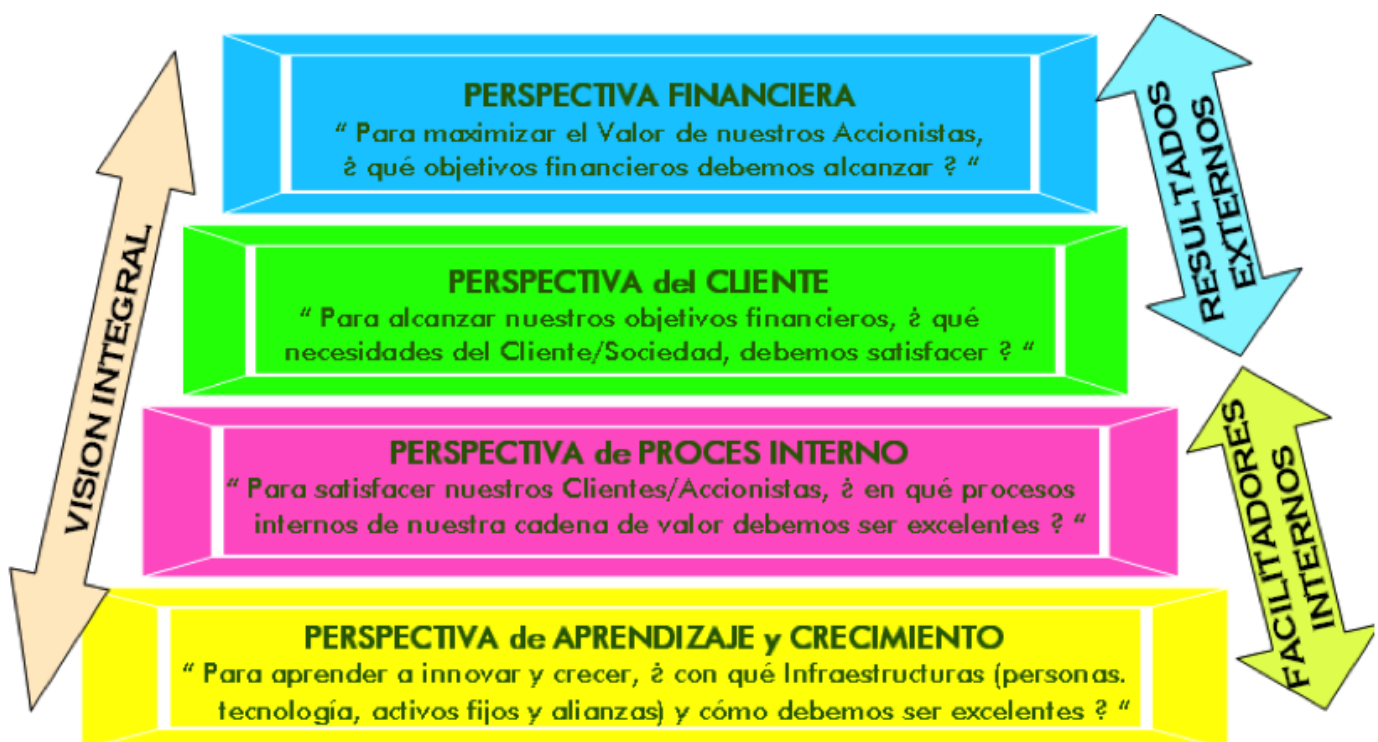 PERSPECTIVA FINANCIERA
“ Para maximizar el Valor de nuestros Accionistas,
¿ qué objetivos financieros debemos alcanzar ? “
PERSPECTIVA del CLIENTE
“ Para alcanzar nuestros objetivos financieros, ¿ qué
necesidades del Cliente/Sociedad, debemos satisfacer ? “
PERSPECTIVA de PROCES INTERNO
“ Para satisfacer nuestros Clientes/Accionistas, ¿ en qué procesos
internos de nuestra cadena de valor debemos ser excelentes ? “
PERSPECTIVA de APRENDIZAJE y CRECIMIENTO
“ Para aprender a innovar y crecer, ¿ con qué Infraestructuras (personas.
tecnología, activos fijos y alianzas) y cómo debemos ser excelentes ? “
VISION INTEGRAL
RESULTADOS
EXTERNOS
FACILITADORES
INTERNOS